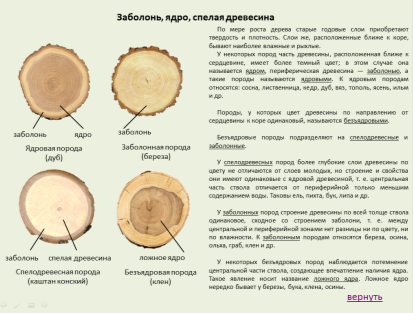 Заболонь, ядро, спелая древесина
По мере роста дерева старые годовые слои приобретают
твердость и плотность. Слои же, расположенные ближе к коре,
бывают наиболее влажные и рыхлые.
У некоторых пород часть древесины, расположенная ближе к
сердцевине, имеет более темный цвет; в этом случае она
называется ядром, периферическая древесина — заболонью, а
такие породы называются ядровыми. К ядровым породам
относятся: сосна, лиственница, кедр, дуб, вяз, тополь, ясень, ильм
и др.
Породы, у которых цвет древесины по направлению от
сердцевины к коре одинаковый, называются безъядровыми.
Безъядровые породы подразделяют на спелодревесные и
заболонные.
У спелодревесных пород более глубокие слои древесины по
цвету не отличаются от слоев молодых, но строение и свойства
они имеют одинаковые с ядровой древесиной, т. е. центральная
часть ствола отличается от периферийной только меньшим
содержанием воды. Таковы ель, пихта, бук, липа и др.
У заболонных пород строение древесины по всей толще ствола
одинаковое, сходное со строением заболони, т. е. между
центральной и периферийной зонами нет разницы ни по цвету, ни
по влажности. К заболонным породам относятся береза, осина,
ольха, граб, клен и др.
У некоторых безъядровых пород наблюдается потемнение
центральной части ствола, создающее впечатление наличия ядра.
Такое явление носит название ложного ядра. Ложное ядро
нередко бывает у березы, бука, клена, осины.
вернуть
заболонь
ядро
Ядровая порода
(дуб)
заболонь
Заболонная порода
(береза)
заболонь
спелая древесина
Спелодревесная порода
(каштан конский)
ложное ядро
Безъядровая порода
(клен)